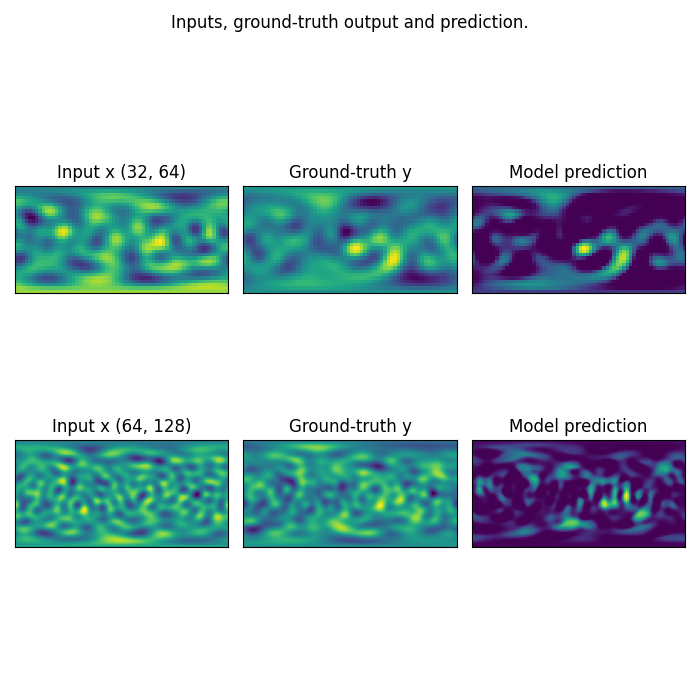 Inputs, ground-truth output and prediction.
Input x (32, 64)
Ground-truth y
Model prediction
Input x (64, 128)
Ground-truth y
Model prediction